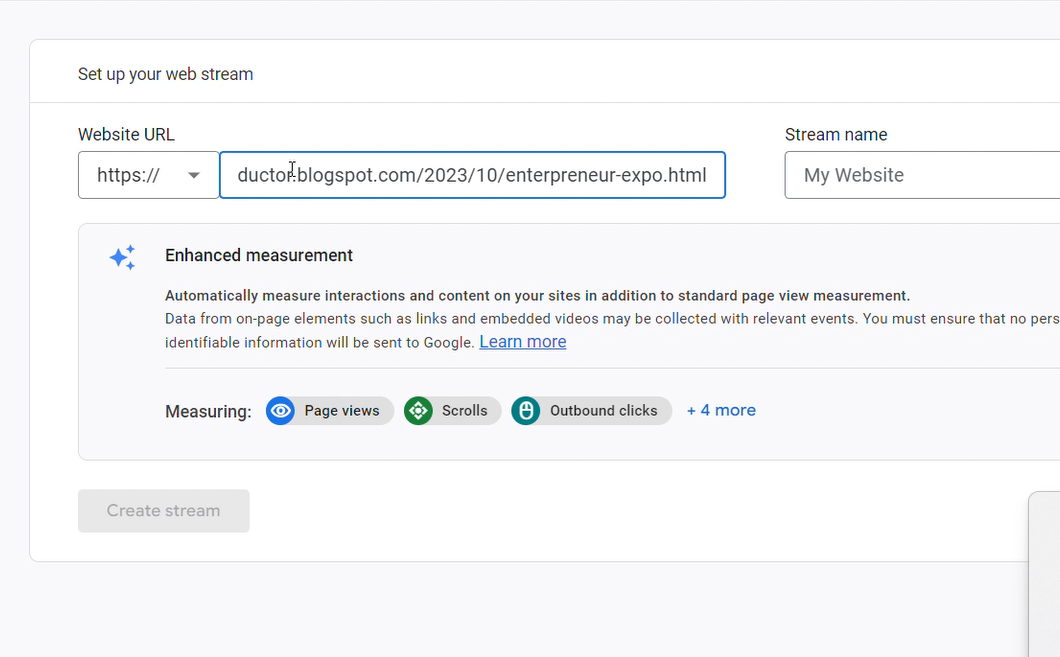 Set up your web stream
Website URL
Stream name
https://
ductor.blogspot.com/2023/10/enterpreneur-expo.html
My Website
Enhanced measurement
Automatically measure interactions and content on your sites in addition to standard page view measurement.
Data from on-page elements such as links and embedded videos may be collected with relevant events. You must ensure that no pers
identifiable information will be sent to Google. Learn more
Measuring: Page views Scrolls Outbound clicks + 4 more
Create stream